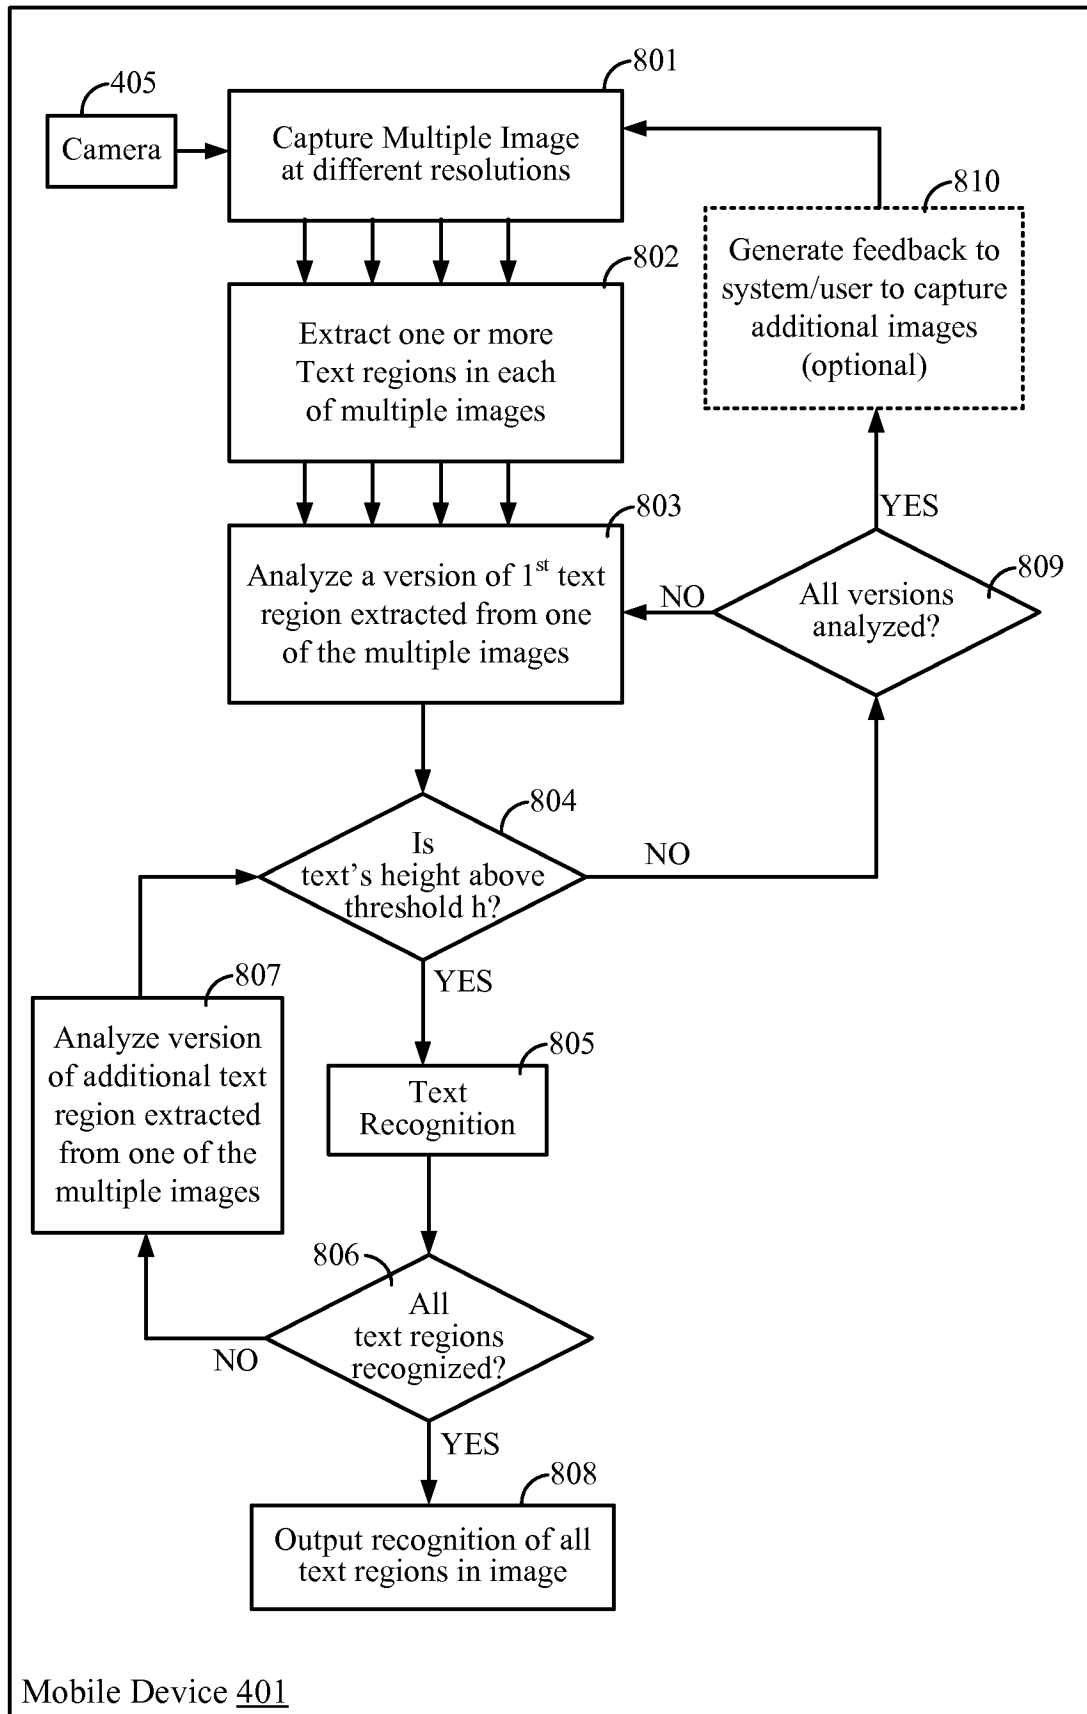 801
405
Camera
Capture Multiple Image
at different resolutions
810
Generate feedback to
system/user to capture
additional images
(optional)
802
Extract one or more
Text regions in each
of multiple images
803
Analyze a version of 1st text
region extracted from one
of the multiple images
YES
809
All versions
analyzed?
NO
804
Is
text's height above
threshold h?
NO
YES
807
Analyze version
of additional text
region extracted
from one of the
multiple images
805
Text
Recognition
806
All
text regions
recognized?
NO
YES
808
Output recognition of all
text regions in image
Mobile Device 401